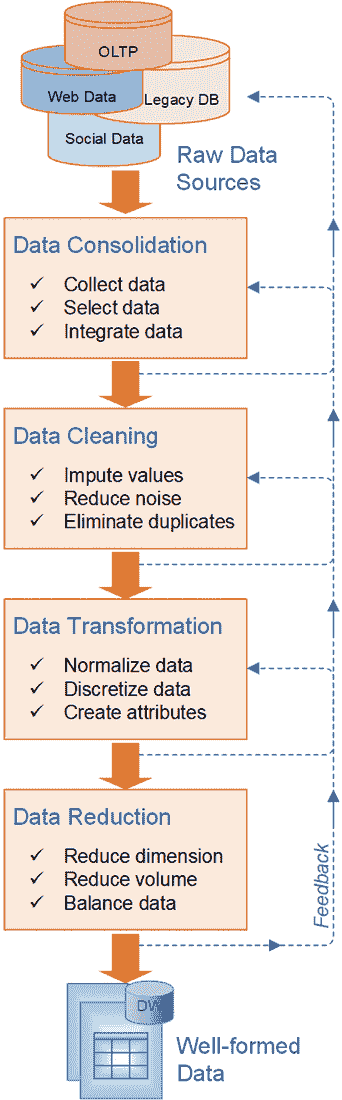 OLTP
Web Data
Legacy DB
Social Data
Raw Data
Sources
Data Consolidation
✓ Collect data
✓ Select data
✓ Integrate data
Data Cleaning
✓ Impute values
✓ Reduce noise
✓ Eliminate duplicates
Data Transformation
✓ Normalize data
✓ Discretize data
✓ Create attributes
Data Reduction
✓ Reduce dimension
✓ Reduce volume
✓ Balance data
Feedback
DW
Well-formed
Data